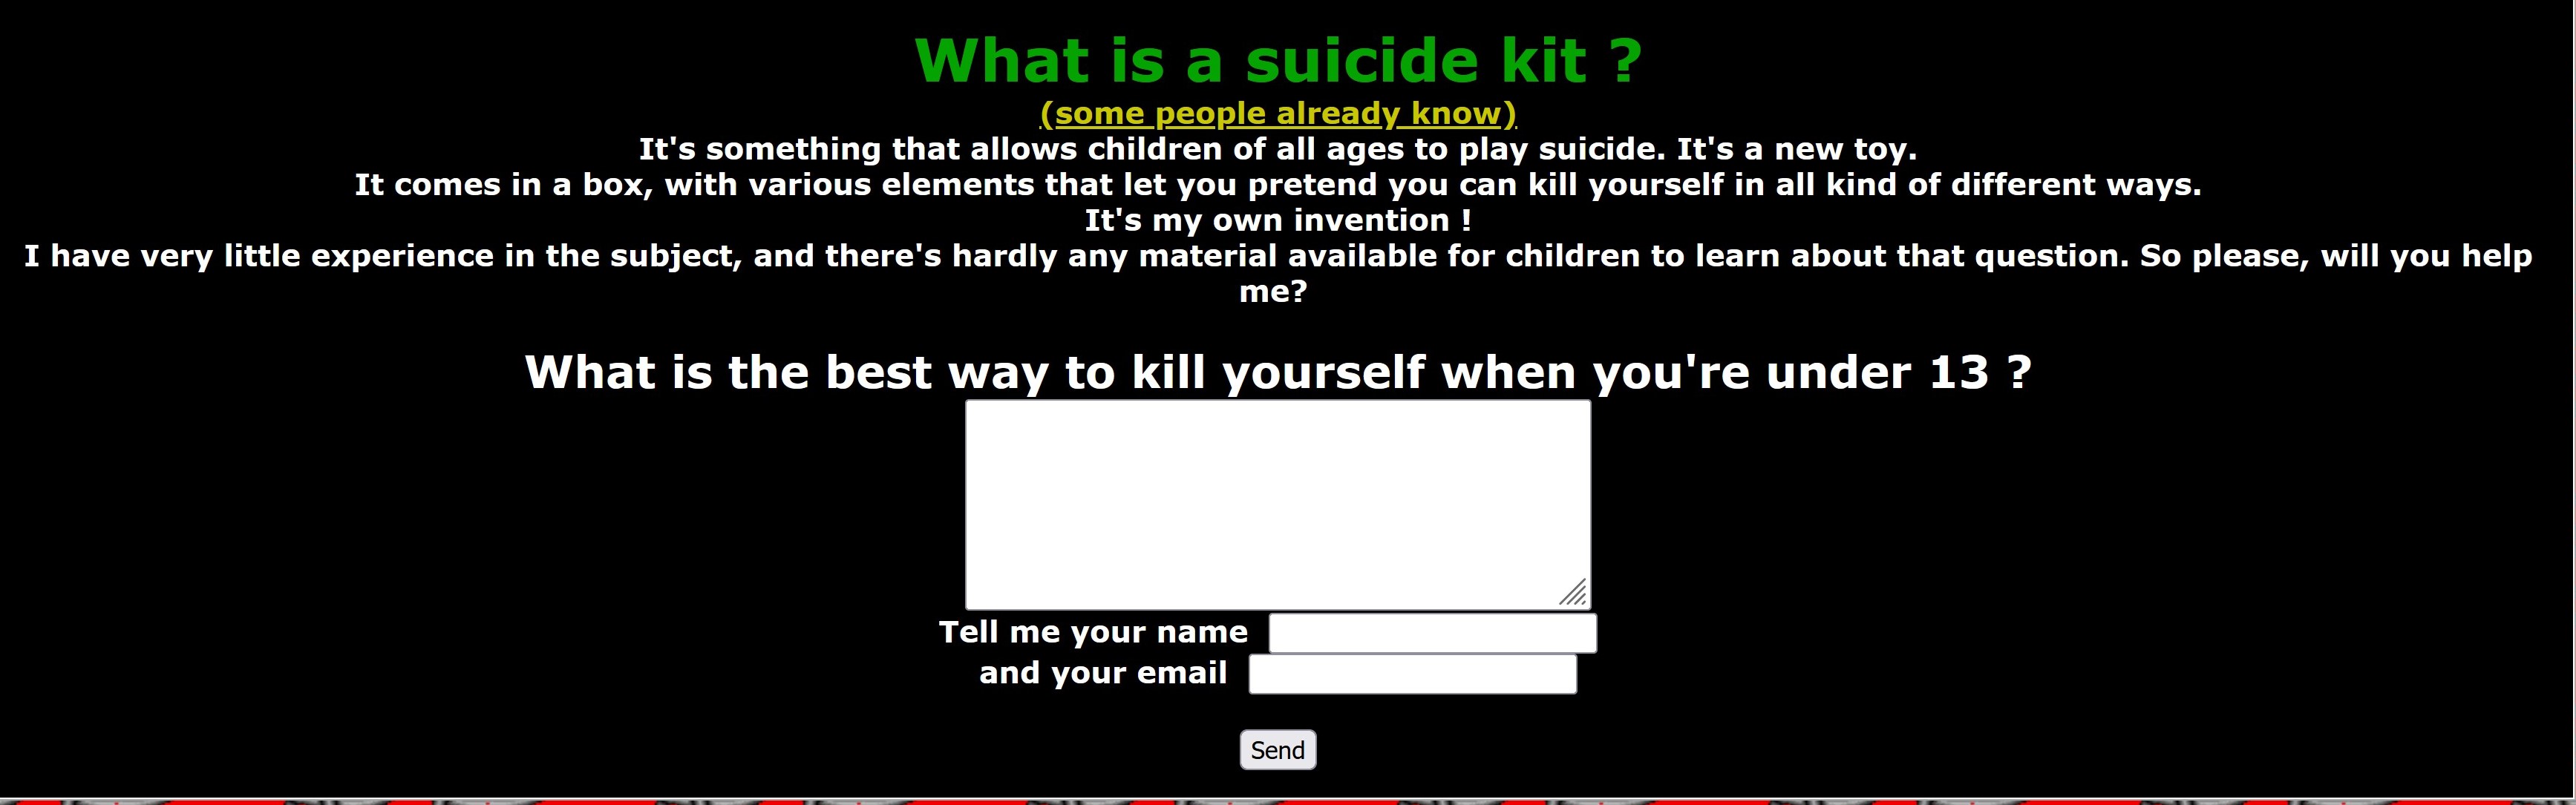 What is a suicide kit ?
(some people already know)
It's something that allows children of all ages to play suicide. It's a new toy.
It comes in a box, with various elements that let you pretend you can kill yourself in all kind of different ways.
It's my own invention !
I have very little experience in the subject, and there's hardly any material available for children to learn about that question. So please, will you help
me?
What is the best way to kill yourself when you're under 13 ?
Tell me your name
and your email
Send